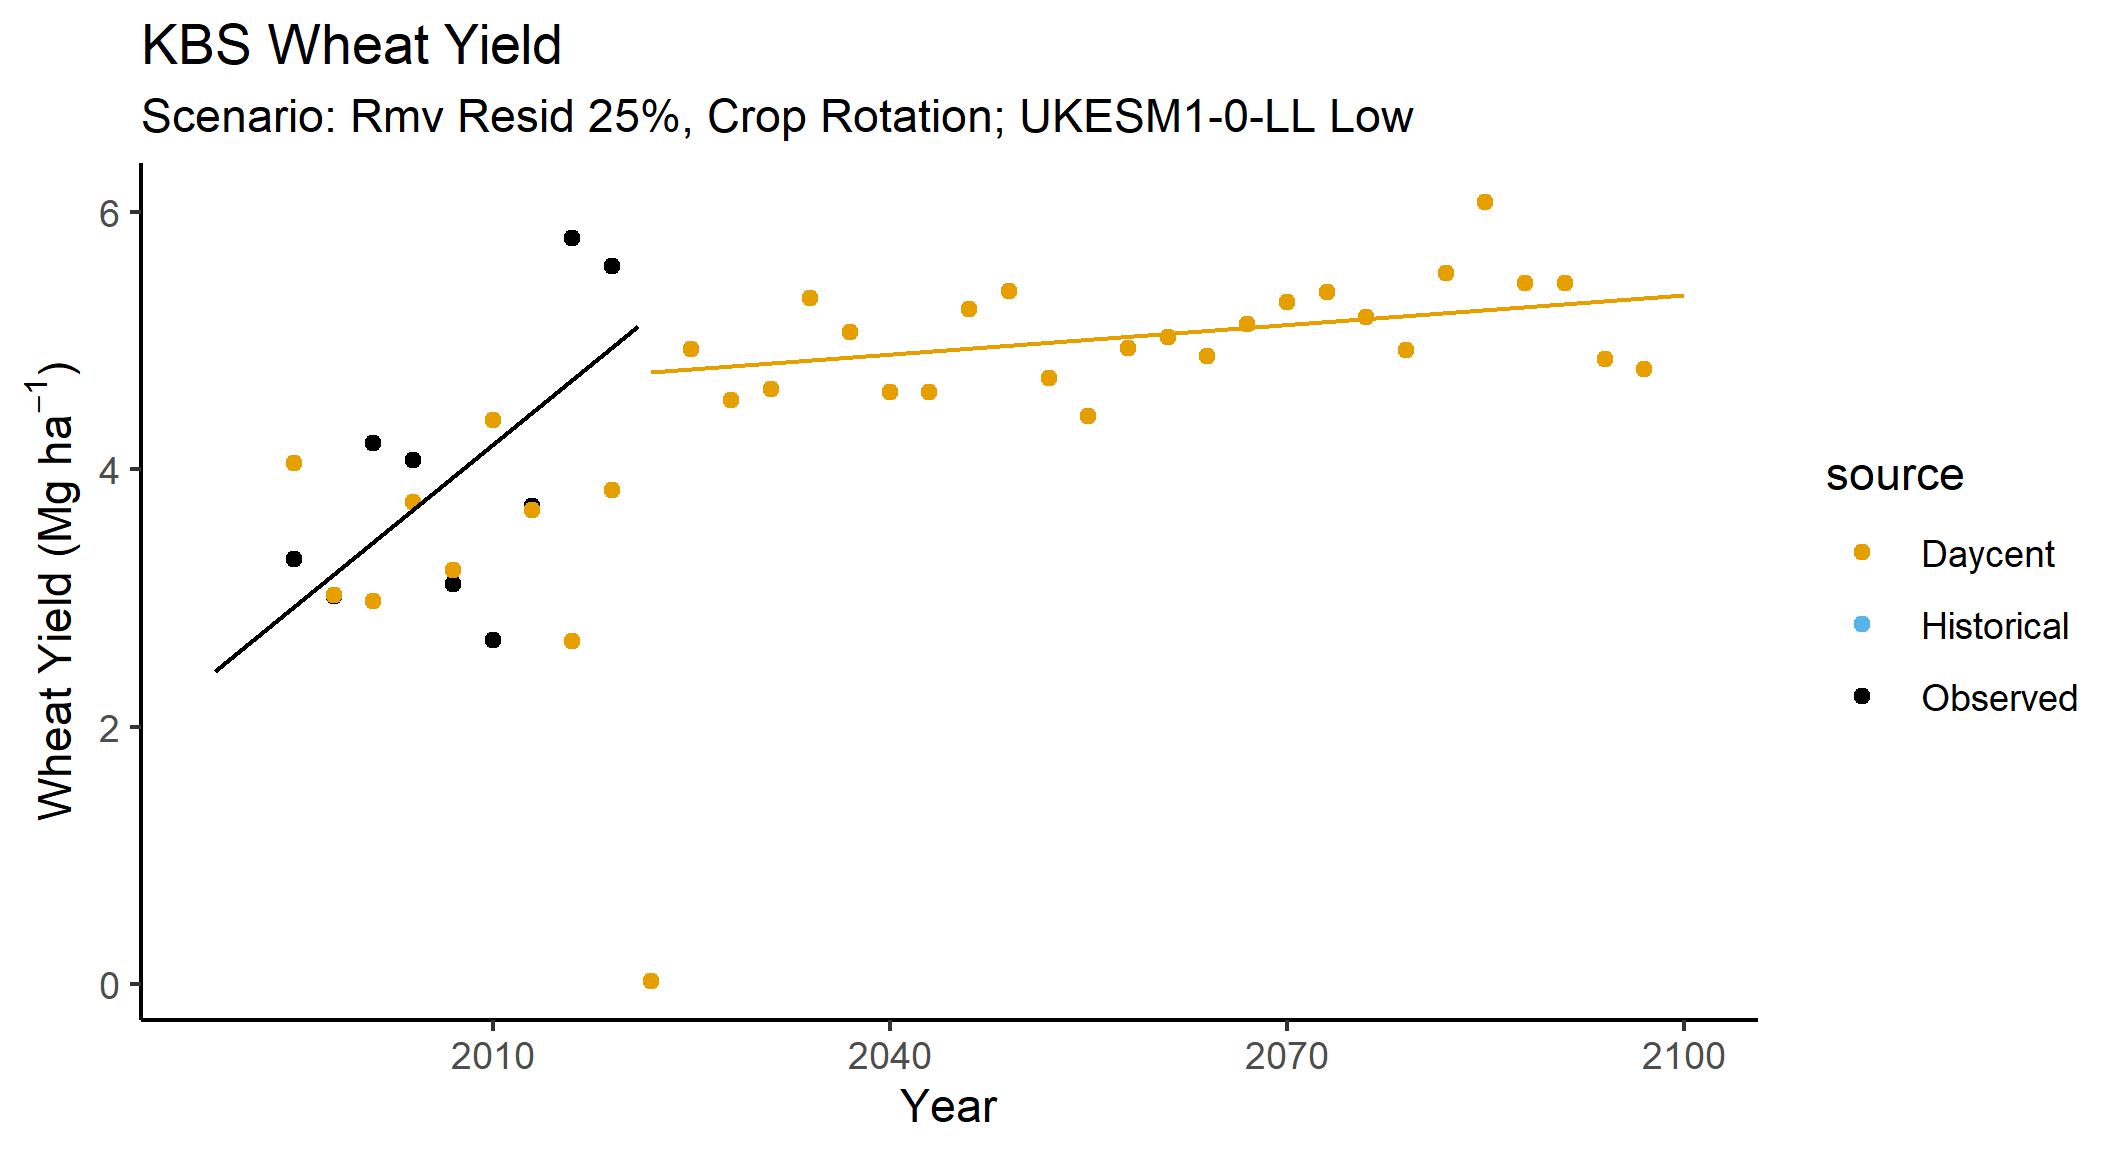 KBS Wheat Yield
Scenario: Rmv Resid 25%, Crop Rotation; UKESM1-0-LL Low
Wheat Yield (Mg ha⁻¹)
6
4
2
0
2010
2040
2070
2100
Year
source
Daycent
Historical
Observed